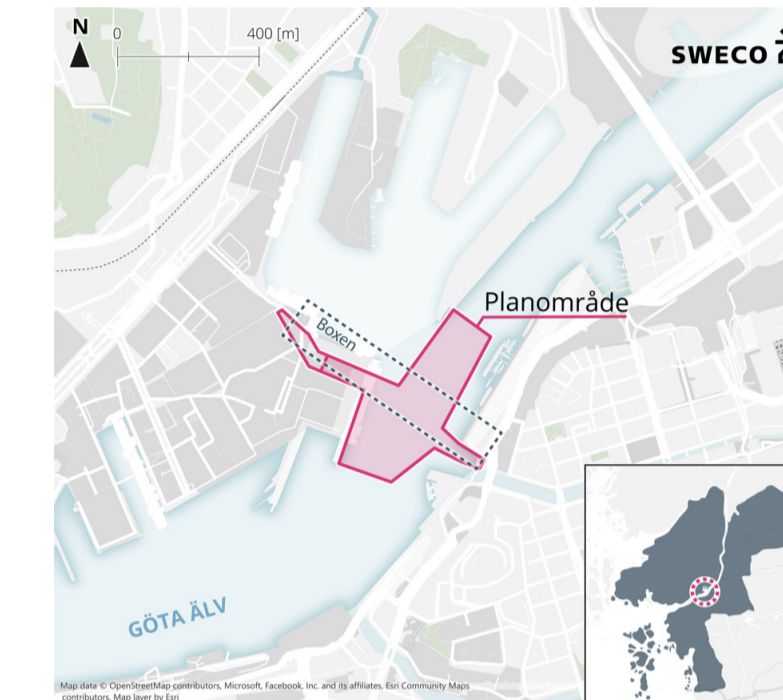 N
0 400 [m]
SWECO
Planområde
Boxen
GÖTA ÄLV
Map data © OpenStreetMap contributors, Microsoft, Facebook, Inc. and its affiliates, Esri Community Maps
contributors, Map layer by Esri